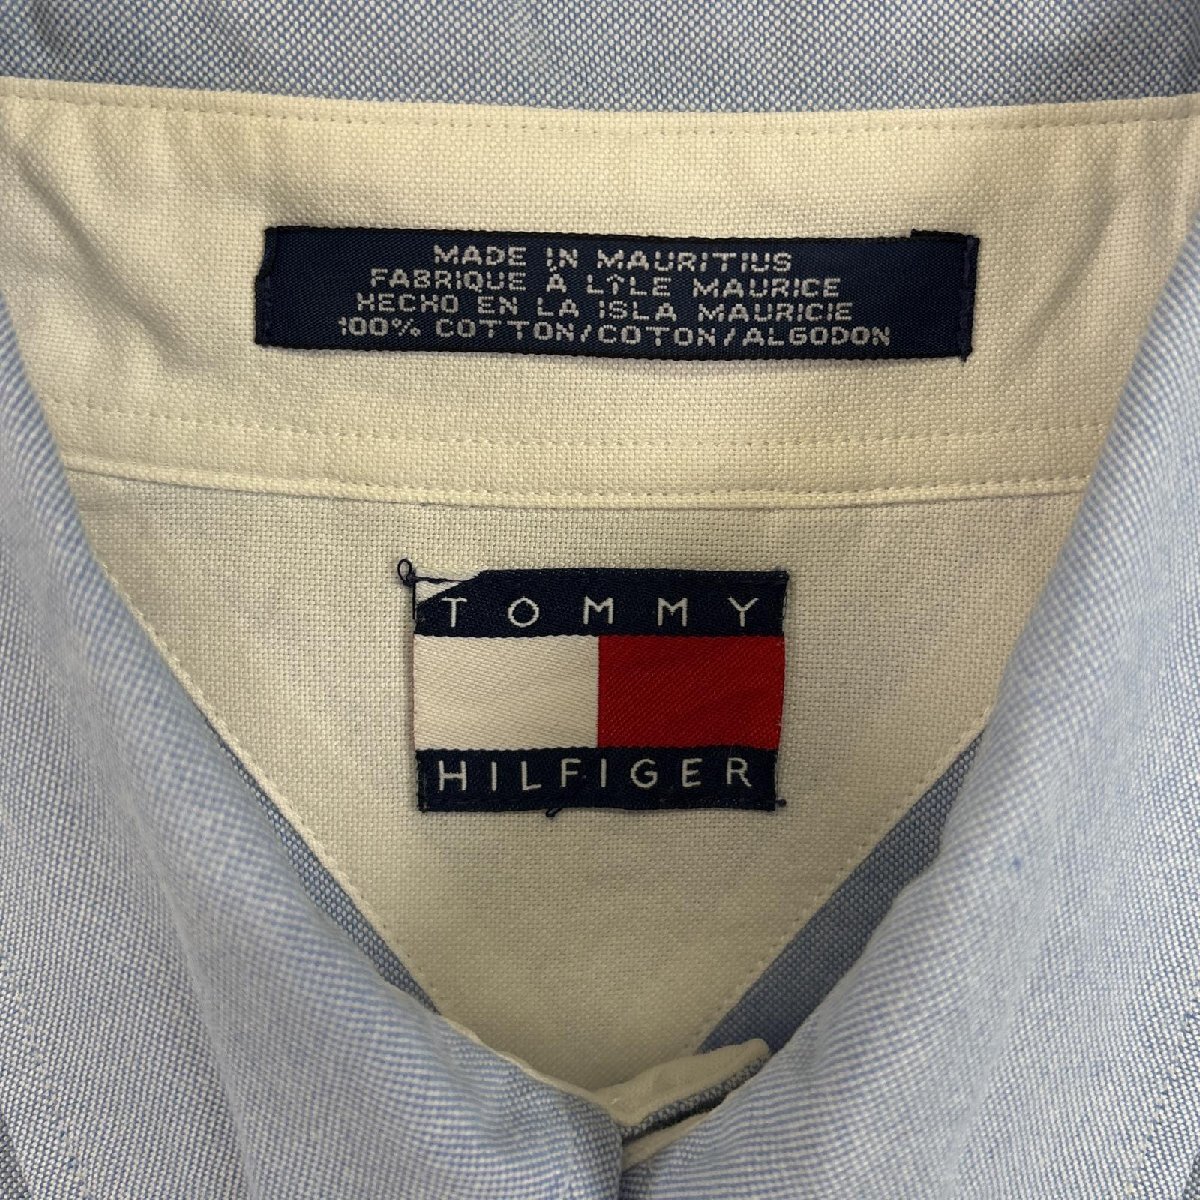 MADE IN MAURITIUS
FABRIQUE À L'ÎLE MAURICE
HECHO EN LA ISLA MAURICIE
100% COTTON/COTON/ALGODON
TOMMY
HILFIGER